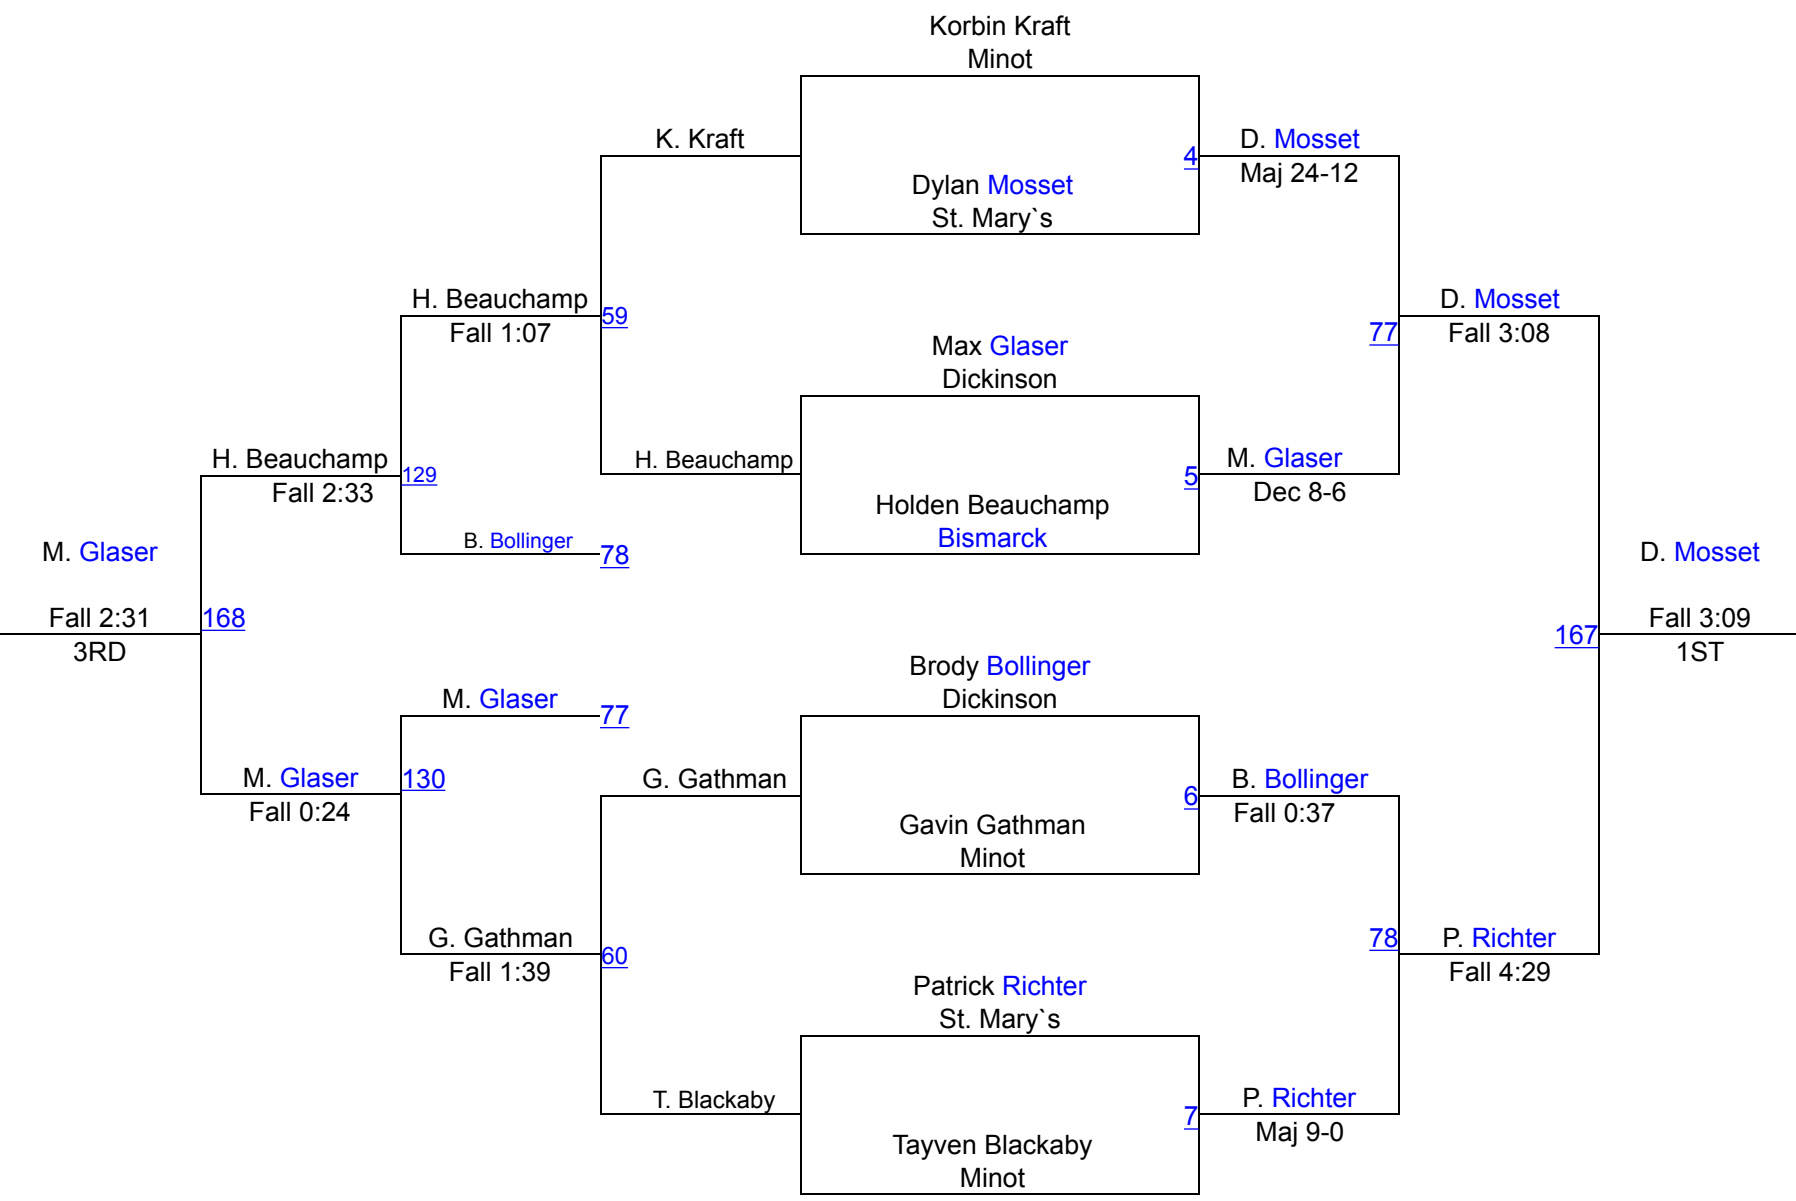 Korbin Kraft
Minot
K. Kraft
4
D. Mosset
Maj 24-12
Dylan Mosset
St. Mary`s
H. Beauchamp
Fall 1:07
59
D. Mosset
Fall 3:08
77
Max Glaser
Dickinson
H. Beauchamp
Fall 2:33
129
H. Beauchamp
5
M. Glaser
Dec 8-6
Holden Beauchamp
Bismarck
B. Bollinger
78
M. Glaser
Fall 2:31
3RD
168
D. Mosset
Fall 3:09
1ST
167
Brody Bollinger
Dickinson
M. Glaser
77
M. Glaser
Fall 0:24
130
G. Gathman
6
B. Bollinger
Fall 0:37
Gavin Gathman
Minot
G. Gathman
Fall 1:39
60
78
P. Richter
Fall 4:29
Patrick Richter
St. Mary`s
T. Blackaby
7
P. Richter
Maj 9-0
Tayven Blackaby
Minot